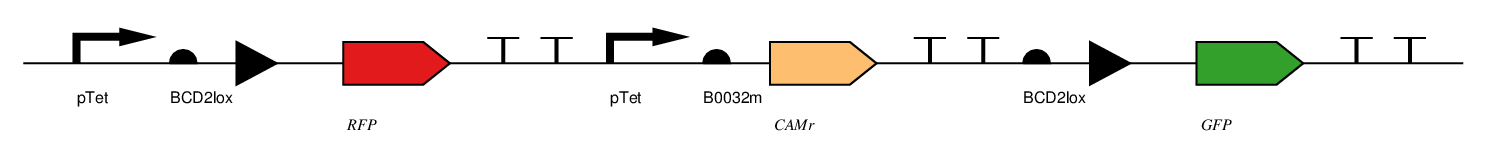 pTet BCD2lox pTet B0032m BCD2lox
RFP CAMr GFP